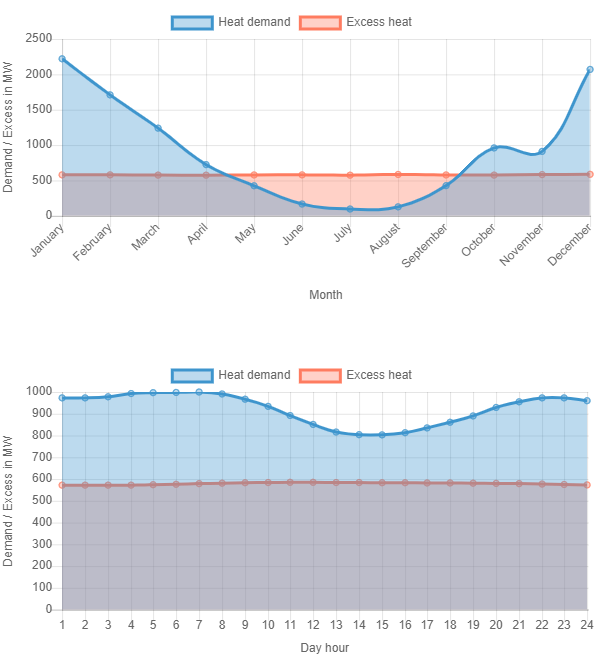 Heat demand Excess heat
Demand / Excess in MW
2500
2000
1500
1000
500
0
January February March April May June July August September October November December
Month
Heat demand Excess heat
Demand / Excess in MW
1000
900
800
700
600
500
400
300
200
100
0
1 2 3 4 5 6 7 8 9 10 11 12 13 14 15 16 17 18 19 20 21 22 23 24
Day hour